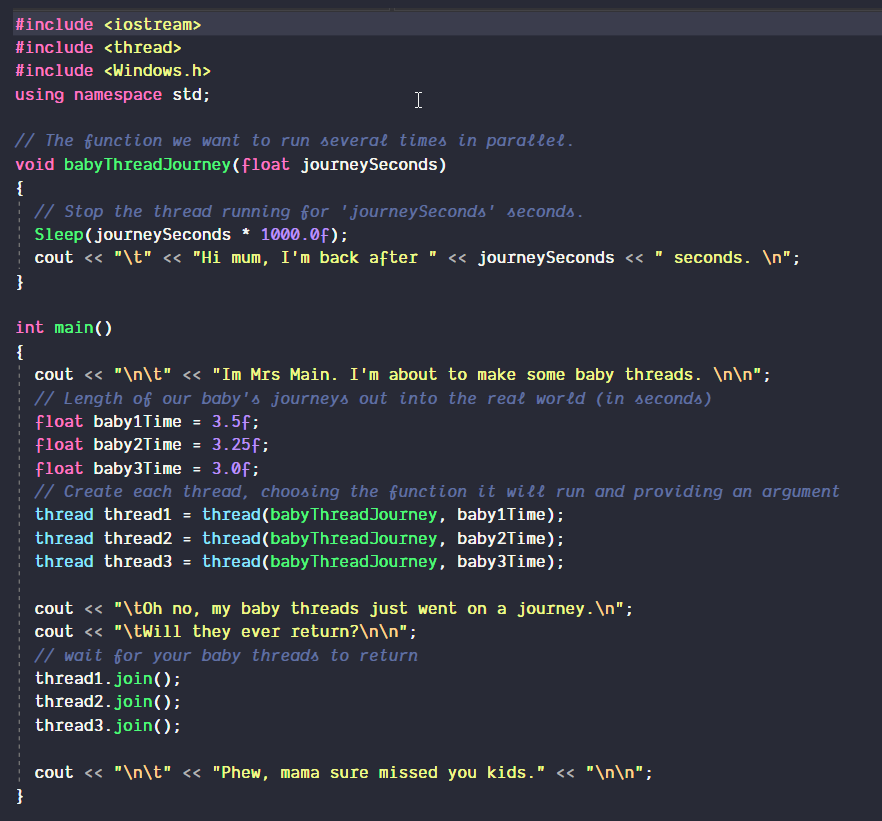 #include <iostream>
#include <thread>
#include <Windows.h>
using namespace std;

// The function we want to run several times in parallel.
void babyThreadJourney(float journeySeconds)
{
  // Stop the thread running for 'journeySeconds' seconds.
  Sleep(journeySeconds * 1000.0f);
  cout << "\t" << "Hi mum, I'm back after " << journeySeconds << " seconds. \n";
}

int main()
{
  cout << "\n\t" << "Im Mrs Main. I'm about to make some baby threads. \n\n";
  // Length of our baby's journeys out into the real world (in seconds)
  float baby1Time = 3.5f;
  float baby2Time = 3.25f;
  float baby3Time = 3.0f;
  // Create each thread, choosing the function it will run and providing an argument
  thread thread1 = thread(babyThreadJourney, baby1Time);
  thread thread2 = thread(babyThreadJourney, baby2Time);
  thread thread3 = thread(babyThreadJourney, baby3Time);

  cout << "\tOh no, my baby threads just went on a journey.\n";
  cout << "\tWill they ever return?\n\n";
  // wait for your baby threads to return
  thread1.join();
  thread2.join();
  thread3.join();

  cout << "\n\t" << "Phew, mama sure missed you kids." << "\n\n";
}